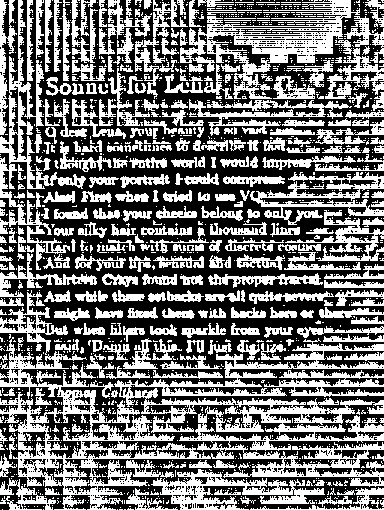 Sonnet for Lena
O dear Lena, your beauty is so vast
It is hard sometimes to describe it fast.
I thought the entire world I would impress
If only your portrait I could compress.
Alas! First when I tried to use VQ
I found that your cheeks belong to only you.
Your silky hair contains a thousand lines
Hard to match with sums of discrete cosines.
And for your lips, sensual and tactual
Thirteen Crays found not the proper fractal.
And while these setbacks are all quite severe
I might have fixed them with hacks here or there
But when filters took sparkle from your eyes
I said, 'Damn all this. I'll just digitize.'
Thomas Colthurst